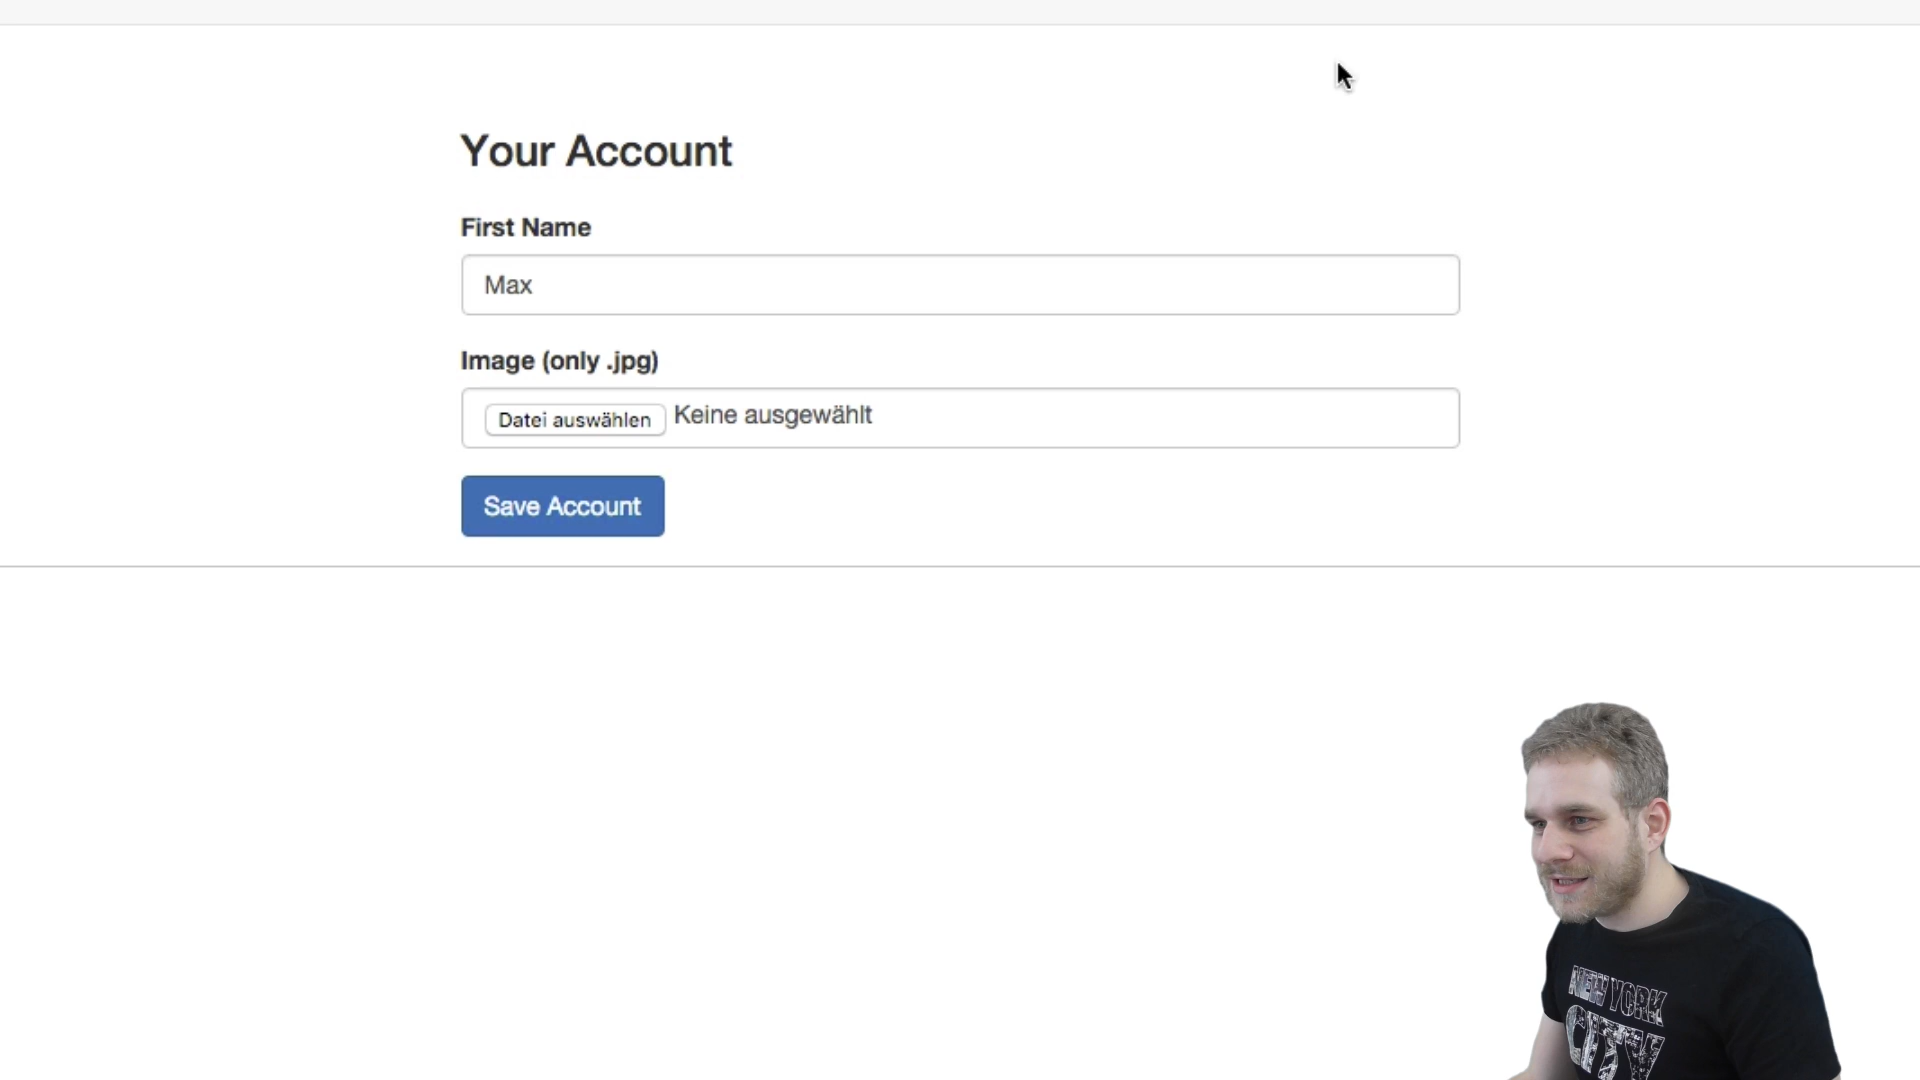 Your Account
First Name
Max
Image (only .jpg)
Datei auswählen Keine ausgewählt
Save Account
NEW YORK
CITY